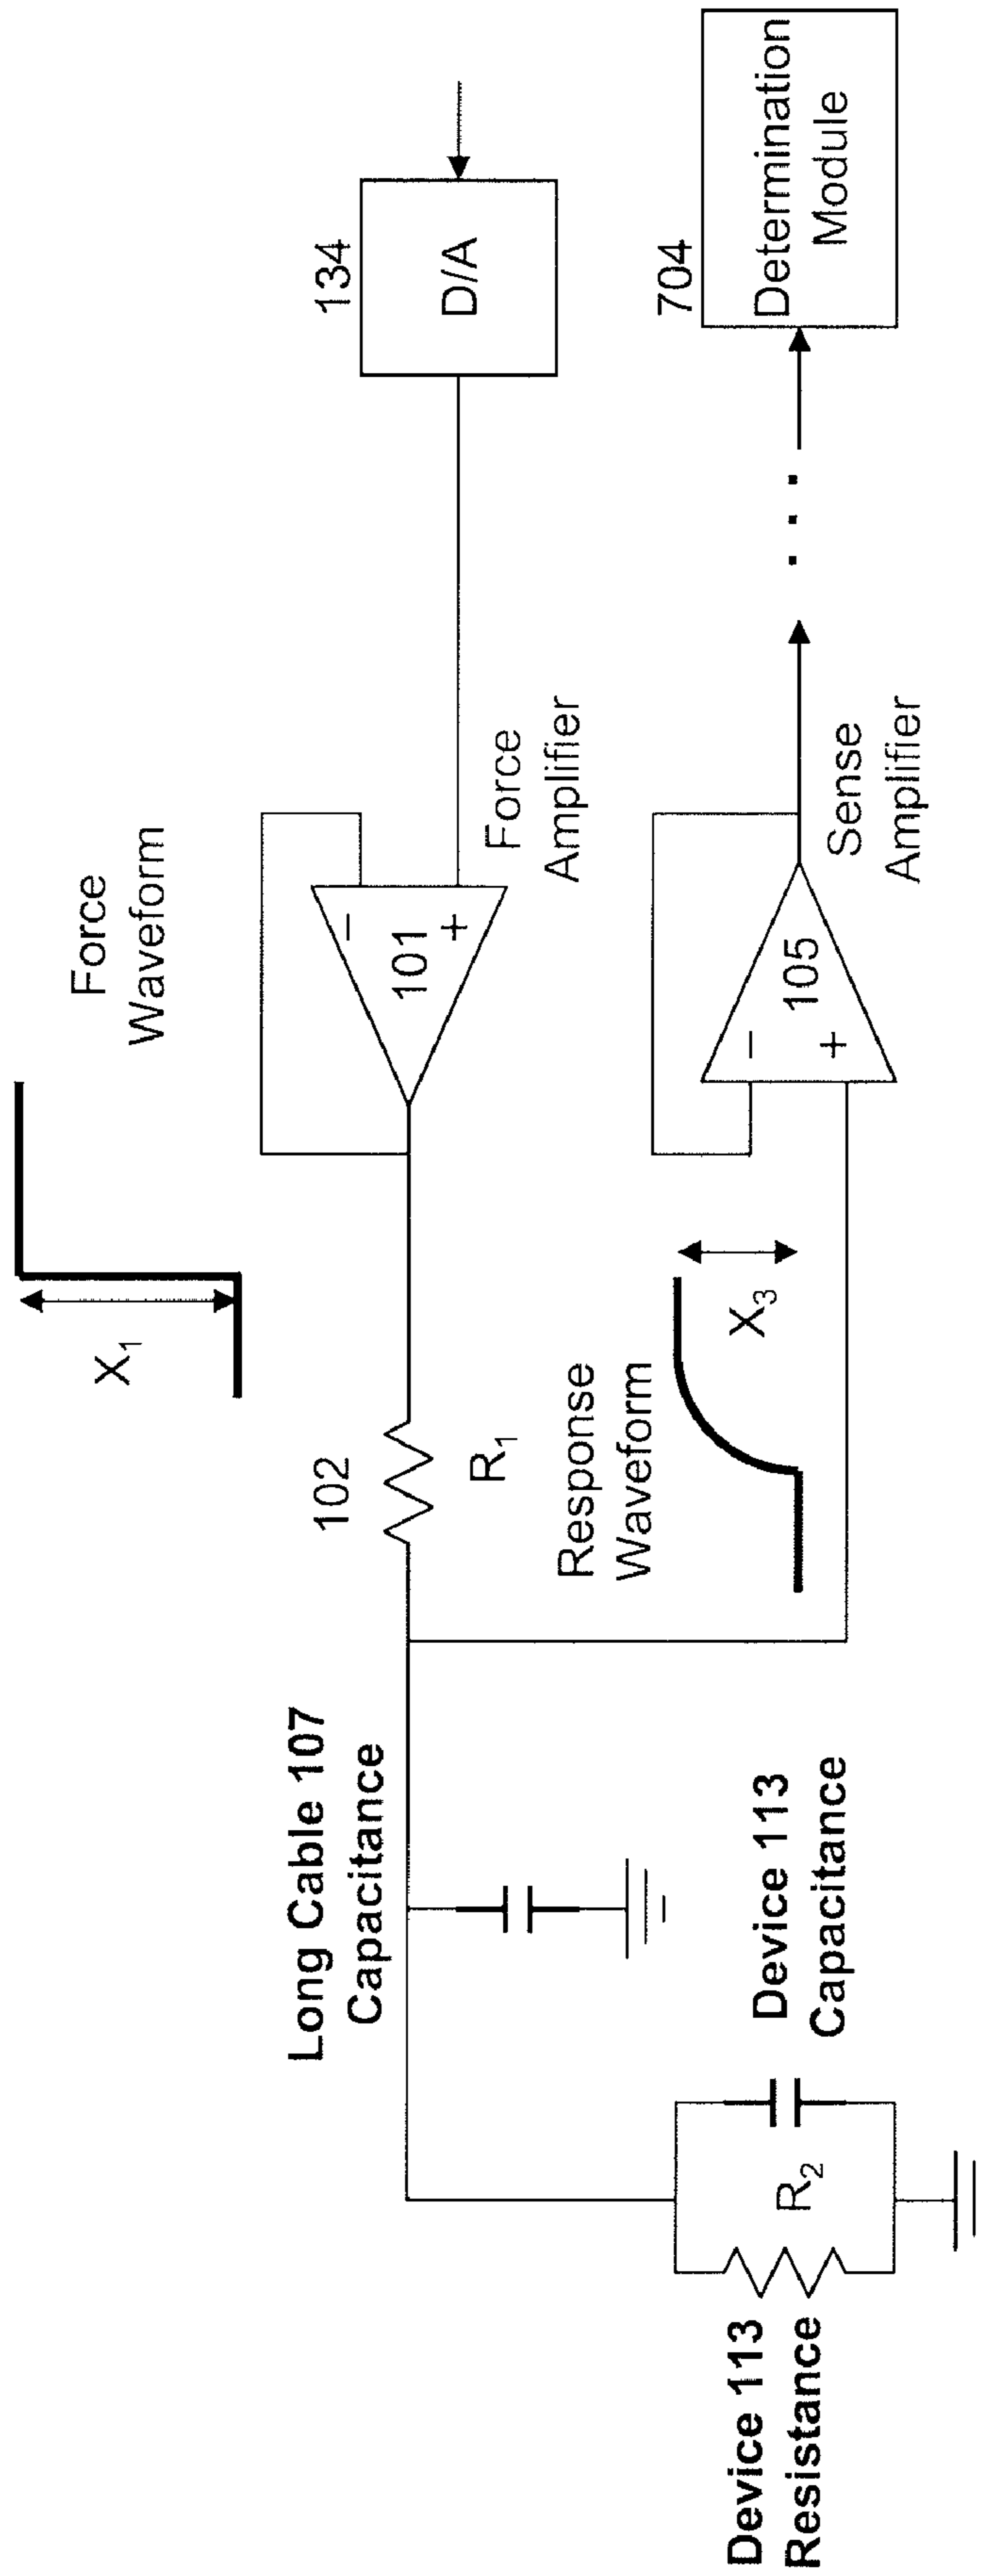 Force
Waveform
X1
134
D/A
101
−
+
Force
Amplifier
102
R1
Long Cable 107
Capacitance
Response
Waveform
X3
−
+
105
Sense
Amplifier
704
Determination
Module
Device 113
Capacitance
R2
Device 113
Resistance